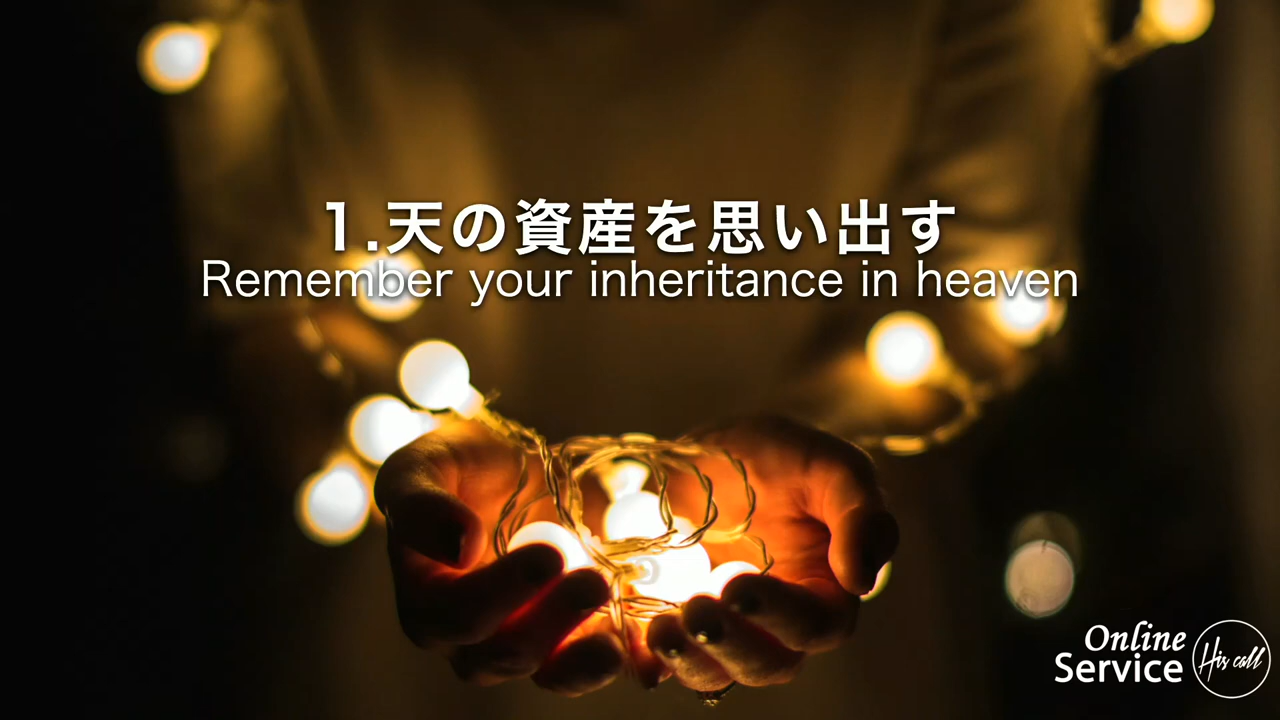 1.天の資産を思い出す
Remember your inheritance in heaven
Online
Service
His call